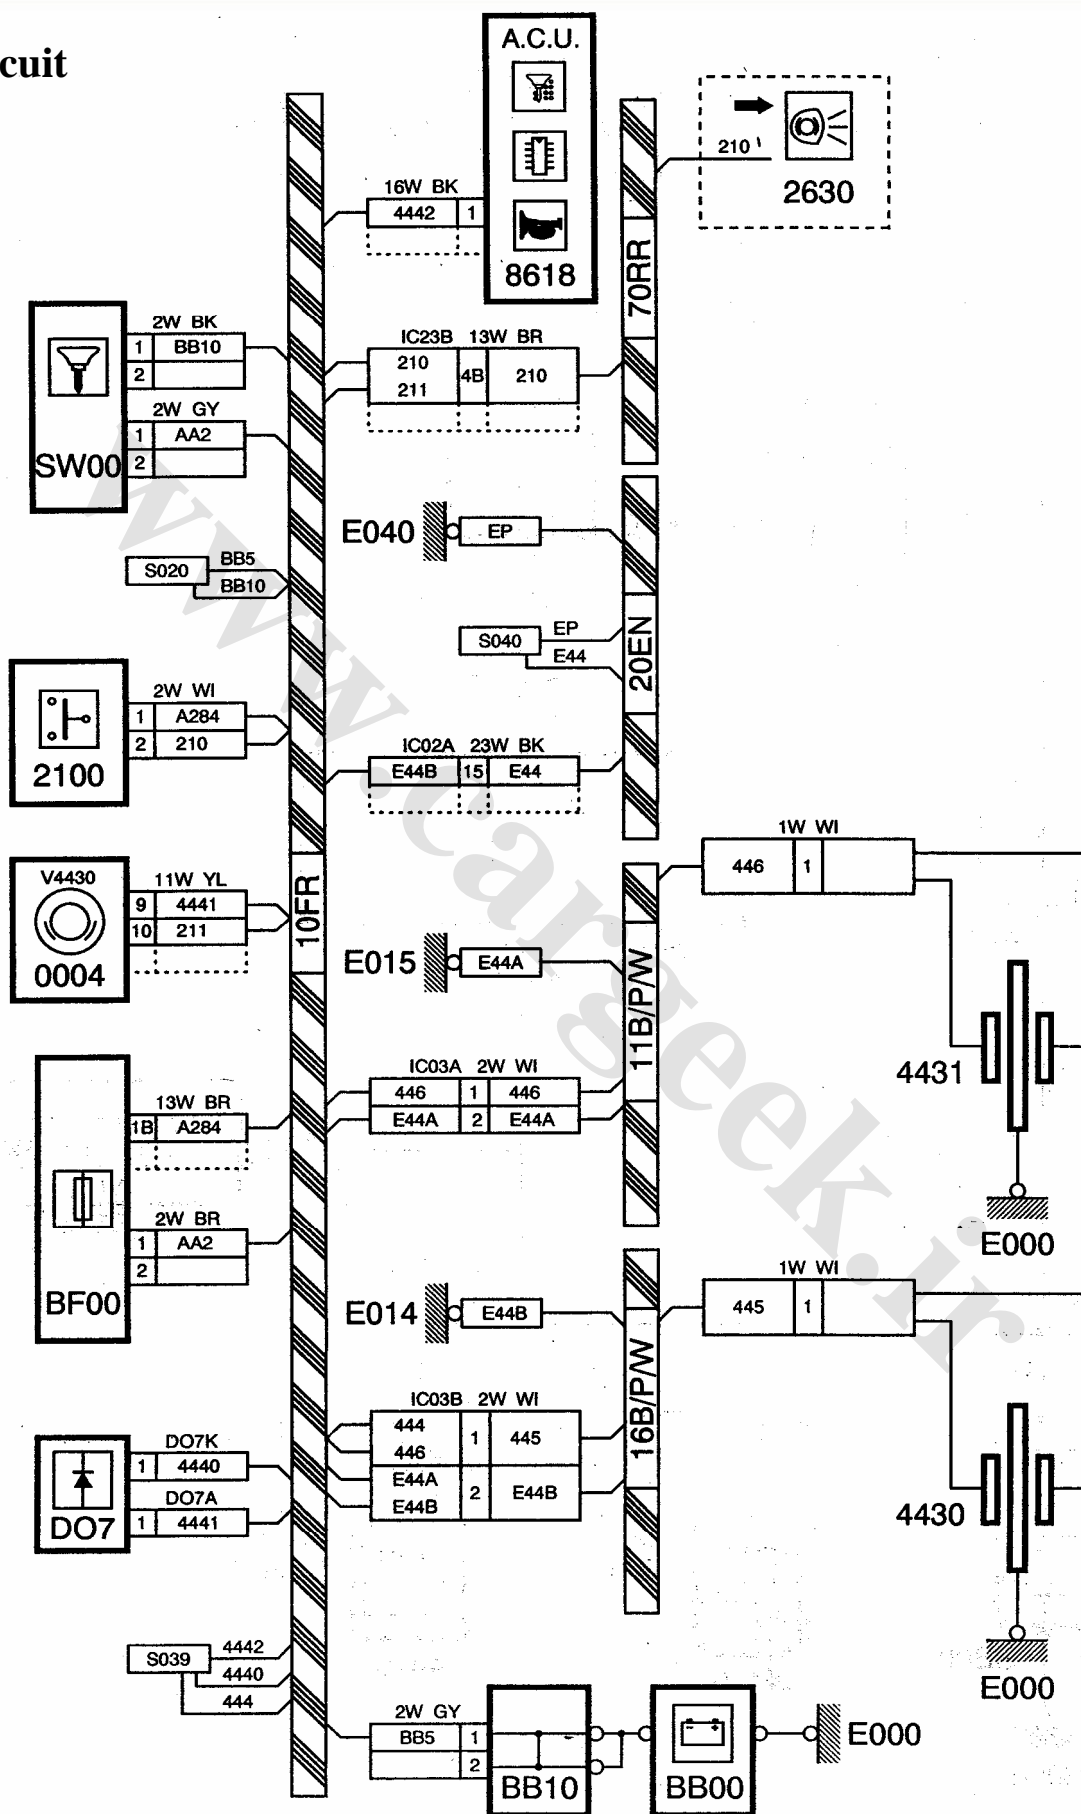 cuit
A.C.U.
8618
210
2630
16W BK
4442 1
70RR
2W BK
1 BB10
2
2W GY
1 AA2
2
SW00
IC23B 13W BR
210
211
4B 210
E040
EP
S020
BB5
BB10
S040
EP
E44
20EN
2W WI
1 A284
2 210
2100
IC02A 23W BK
E44B 15 E44
1W WI
446 1
V4430
11W YL
9 4441
10 211
0004
10FR
E015
E44A
11B/P/W
4431
E000
IC03A 2W WI
446 1 446
E44A 2 E44A
13W BR
1B A284
2W BR
1 AA2
2
BF00
E014
E44B
1W WI
445 1
16B/P/W
IC03B 2W WI
444
446
1 445
E44A
E44B
2 E44B
DO7K
1 4440
DO7A
1 4441
DO7
4430
E000
S039
4442
4440
444
2W GY
BB5 1
2
BB10
BB00
E000
www.cargeek.ir